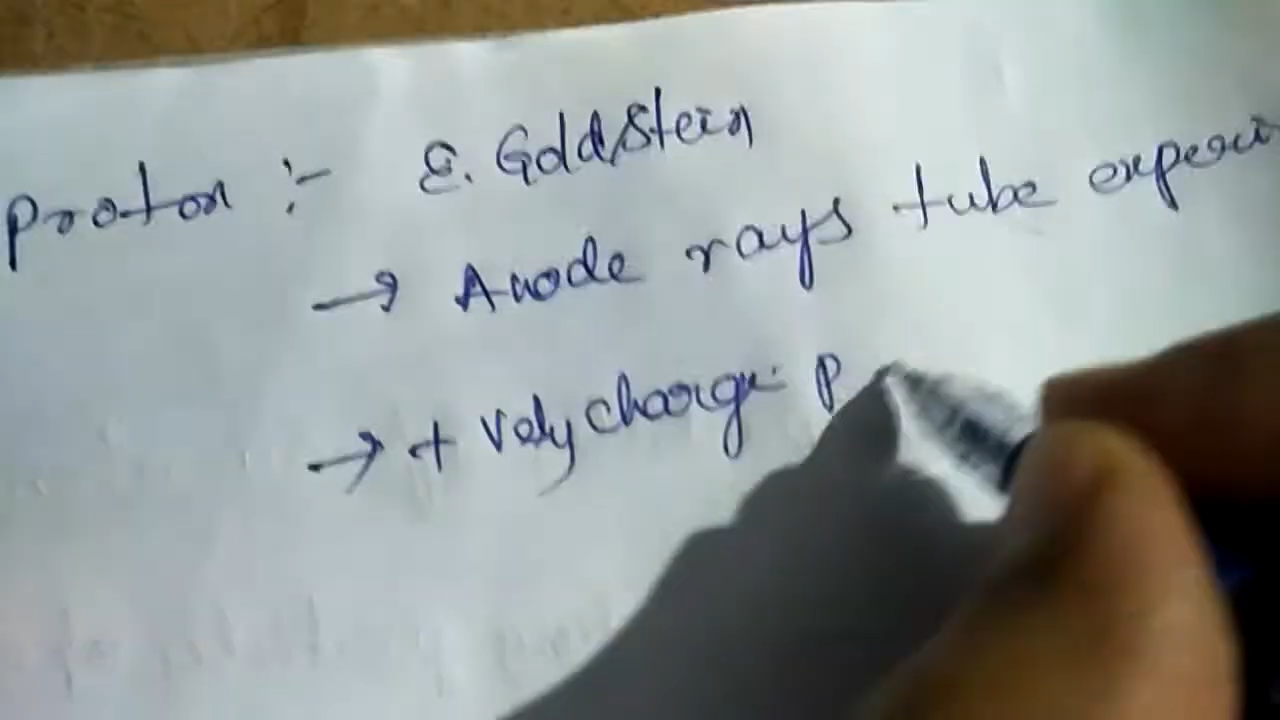 Proton :- E. Goldstein
→ Anode rays tube experi
→ + vely charge P